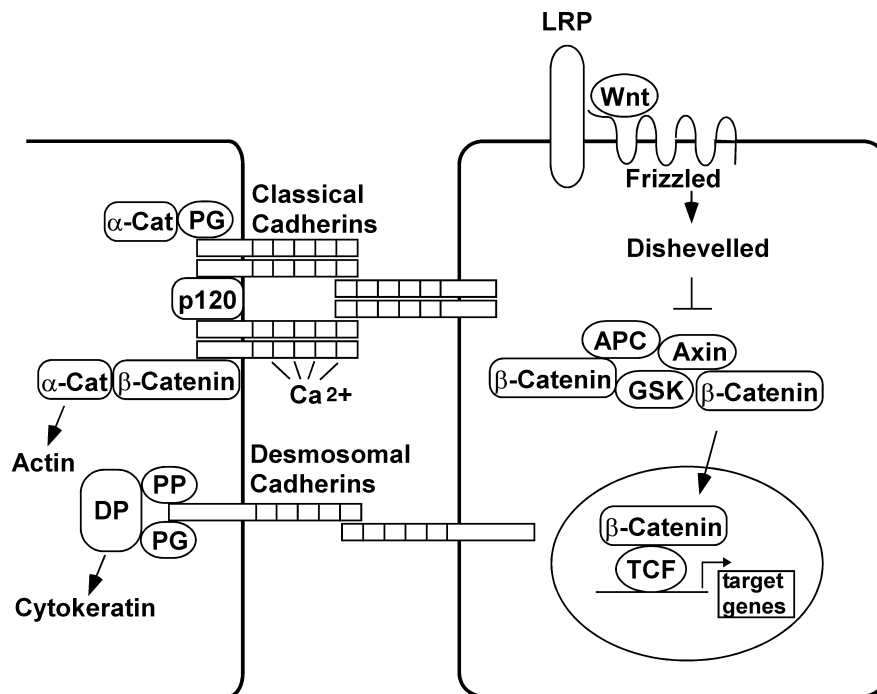 LRP
Wnt
Frizzled
Dishevelled
Classical
Cadherins
α-Cat
PG
p120
α-Cat
β-Catenin
Ca 2+
Actin
APC
Axin
β-Catenin
GSK
β-Catenin
Desmosomal
Cadherins
PP
DP
PG
Cytokeratin
β-Catenin
TCF
target
genes